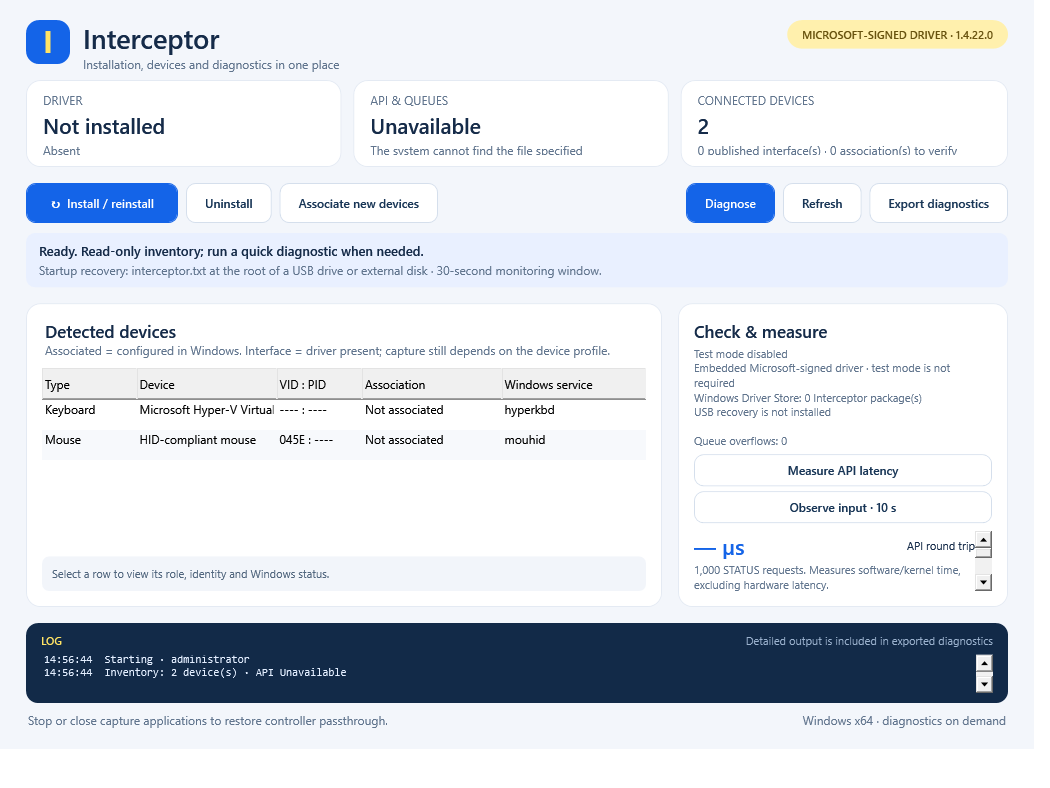 I
Interceptor
Installation, devices and diagnostics in one place
MICROSOFT-SIGNED DRIVER · 1.4.22.0
DRIVER
Not installed
Absent
API & QUEUES
Unavailable
The system cannot find the file specified
CONNECTED DEVICES
2
0 published interface(s) · 0 association(s) to verify
↻ Install / reinstall
Uninstall
Associate new devices
Diagnose
Refresh
Export diagnostics
Ready. Read-only inventory; run a quick diagnostic when needed.
Startup recovery: interceptor.txt at the root of a USB drive or external disk · 30-second monitoring window.
Detected devices
Associated = configured in Windows. Interface = driver present; capture still depends on the device profile.
Type Device VID : PID Association Windows service
Keyboard Microsoft Hyper-V Virtual ---- : ---- Not associated hyperkbd
Mouse HID-compliant mouse 045E : ---- Not associated mouhid
Select a row to view its role, identity and Windows status.
Check & measure
Test mode disabled
Embedded Microsoft-signed driver · test mode is not
required
Windows Driver Store: 0 Interceptor package(s)
USB recovery is not installed
Queue overflows: 0
Measure API latency
Observe input · 10 s
— µs
API round trip
1,000 STATUS requests. Measures software/kernel time,
excluding hardware latency.
LOG
Detailed output is included in exported diagnostics
14:56:44 Starting · administrator
14:56:44 Inventory: 2 device(s) · API Unavailable
Stop or close capture applications to restore controller passthrough.
Windows x64 · diagnostics on demand